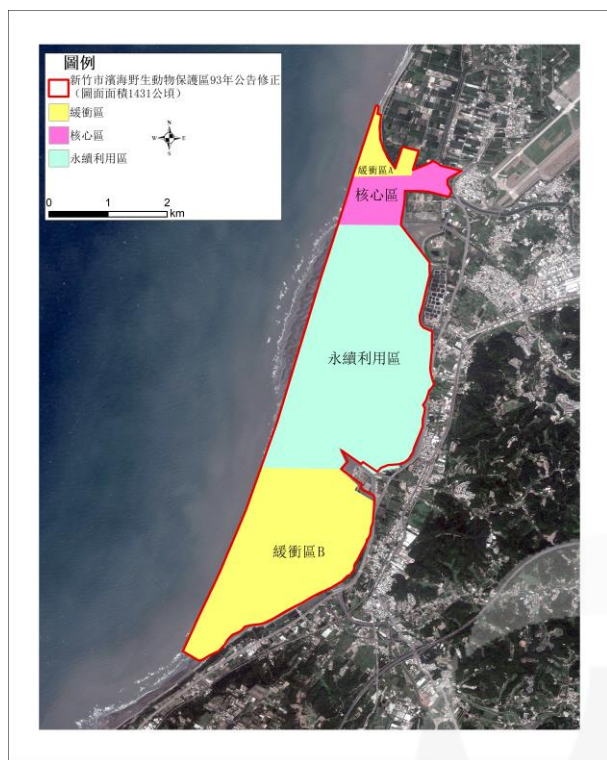 圖例
新竹市濱海野生動物保護區93年公告修正
（圖面面積1431公頃）
緩衝區
核心區
永續利用區
N
W
E
S
0 1 2
km
緩衝區A
核心區
永續利用區
緩衝區B